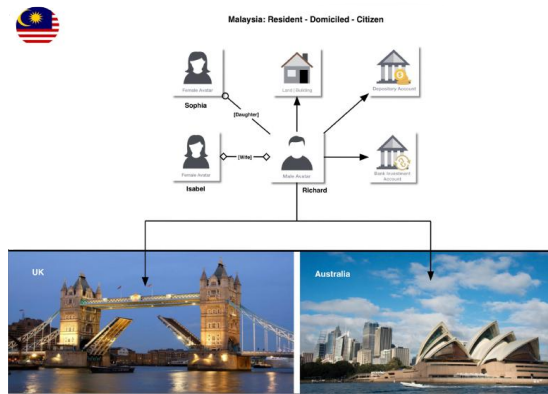 Malaysia: Resident - Domiciled - Citizen
Female Avatar
Sophia
Land / Building
Depository Account
[Daughter]
Female Avatar
Isabel
[Wife]
Male Avatar
Richard
Bank Investment
Account
UK
Australia